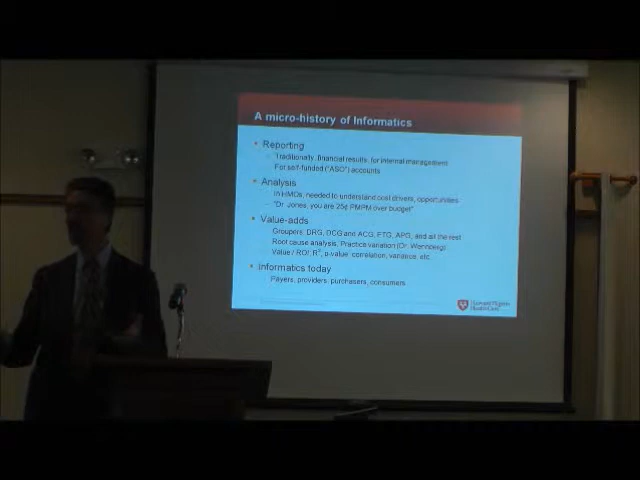 A micro-history of Informatics
Reporting
Traditionally, financial results, for internal management
For self-funded ("ASO") accounts
Analysis
In HMOs, needed to understand cost drivers, opportunities
"Dr. Jones, you are 25¢ PMPM over budget"
Value-adds
Groupers: DRG, DCG and ACG, ETG, APG, and all the rest
Root cause analysis, Practice variation (Dr. Wennberg)
Value / ROI: R², p-value, correlation, variance, etc.
Informatics today
Payers, providers, purchasers, consumers
Harvard Pilgrim
HealthCare